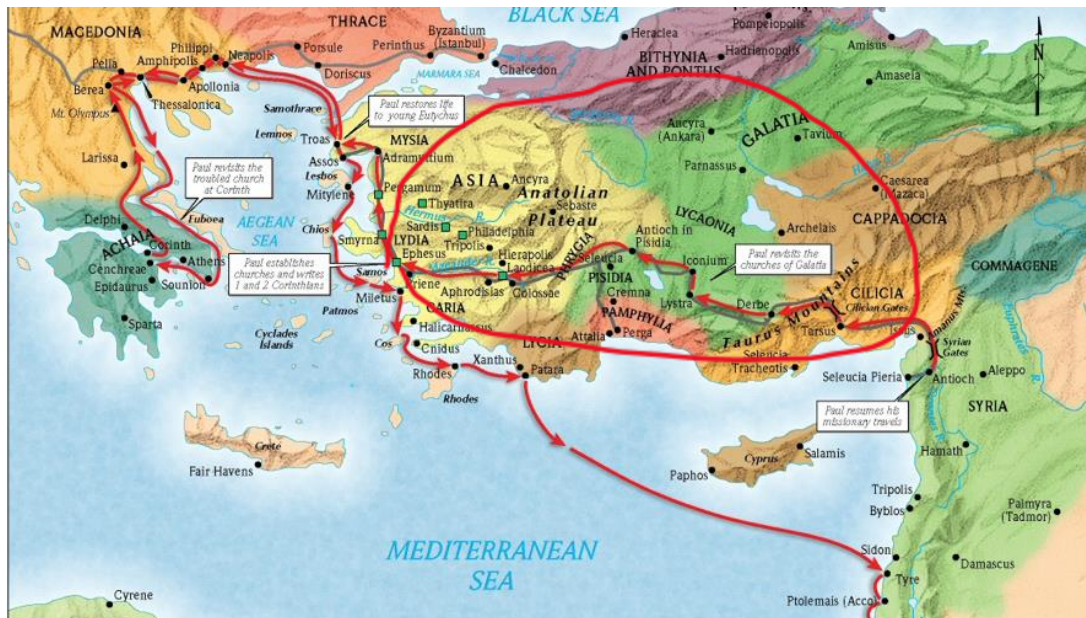 BLACK SEA
MACEDONIA
THRACE
Philippi
Neapolis
Porsule
Perinthus
Byzantium
(Istanbul)
Heraclea
Pompeiopolis
Hadrianopolis
Amisus
N
Pella
Amphipolis
Doriscus
Chalcedon
BITHYNIA
AND PONTUS
MARMARA SEA
Berea
Apollonia
Thessalonica
Amasela
Mt. Olympus
Samothrace
Paul restores life
to young Eutychus
Lemnos
Troas
MYSIA
Ancyra
(Ankara)
GALATIA
Tavium
Larissa
Assos
Adramyttium
Lesbos
Parnassus
Paul revisits the
troubled church
at Corinth
Mitylene
Pergamum
ASIA
Ancyra
Anatolian
Plateau
Caesarea
(Mazaca)
Thyatira
Sebaste
CAPPADOCIA
Delphi
Euboea
AEGEAN
SEA
Chios
Hermus R.
Sardis
Philadelphia
LYCAONIA
Archelais
Smyrna
LYDIA
Tripolis
Antioch in
Pisidia
ACHAIA
Corinth
Ephesus
Hierapolis
PHRYGIA
Paul revisits the
churches of Galatia
COMMAGENE
Cenchreae
Athens
Paul establishes
churches and writes
1 and 2 Corinthians
Samos
Laodicea
Seleucia
Iconium
Epidaurus
Sounion
Priene
Aphrodisias
Colossae
PISIDIA
Lystra
Derbe
Taurus Mountains
CILICIA
Cilician Gates
Patmos
Miletus
Cremna
Tarsus
Issus
Amanus Mts.
Euphrates R.
Sparta
CARIA
PAMPHYLIA
Syrian
Gates
Cyclades
Islands
Halicarnassus
LYCIA
Attalia
Perga
Cos
Cnidus
Xanthus
Seleucia
Tracheotis
Aleppo
Rhodes
Patara
Seleucia Pieria
Antioch
Rhodes
Paul resumes his
missionary travels
SYRIA
Crete
Cyprus
Salamis
Hamath
Fair Havens
Paphos
Tripolis
Byblos
Palmyra
(Tadmor)
MEDITERRANEAN
SEA
Sidon
Damascus
Tyre
Cyrene
Ptolemais (Acco)